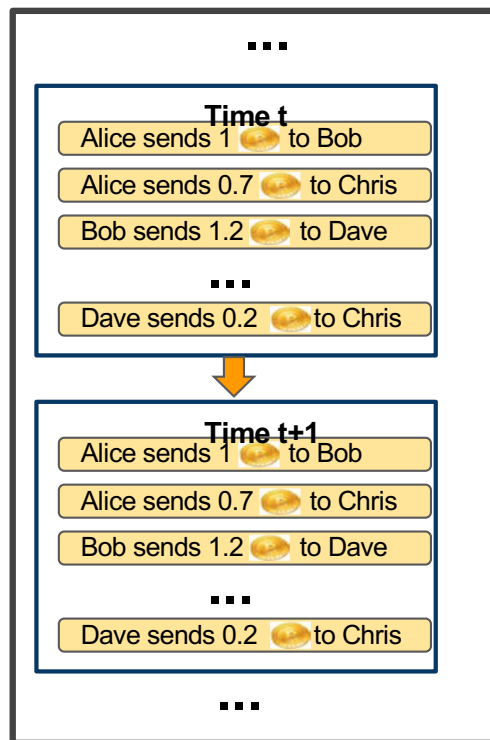 ...
Time t
Alice sends 1 to Bob
Alice sends 0.7 to Chris
Bob sends 1.2 to Dave
...
Dave sends 0.2 to Chris
Time t+1
Alice sends 1 to Bob
Alice sends 0.7 to Chris
Bob sends 1.2 to Dave
...
Dave sends 0.2 to Chris
...